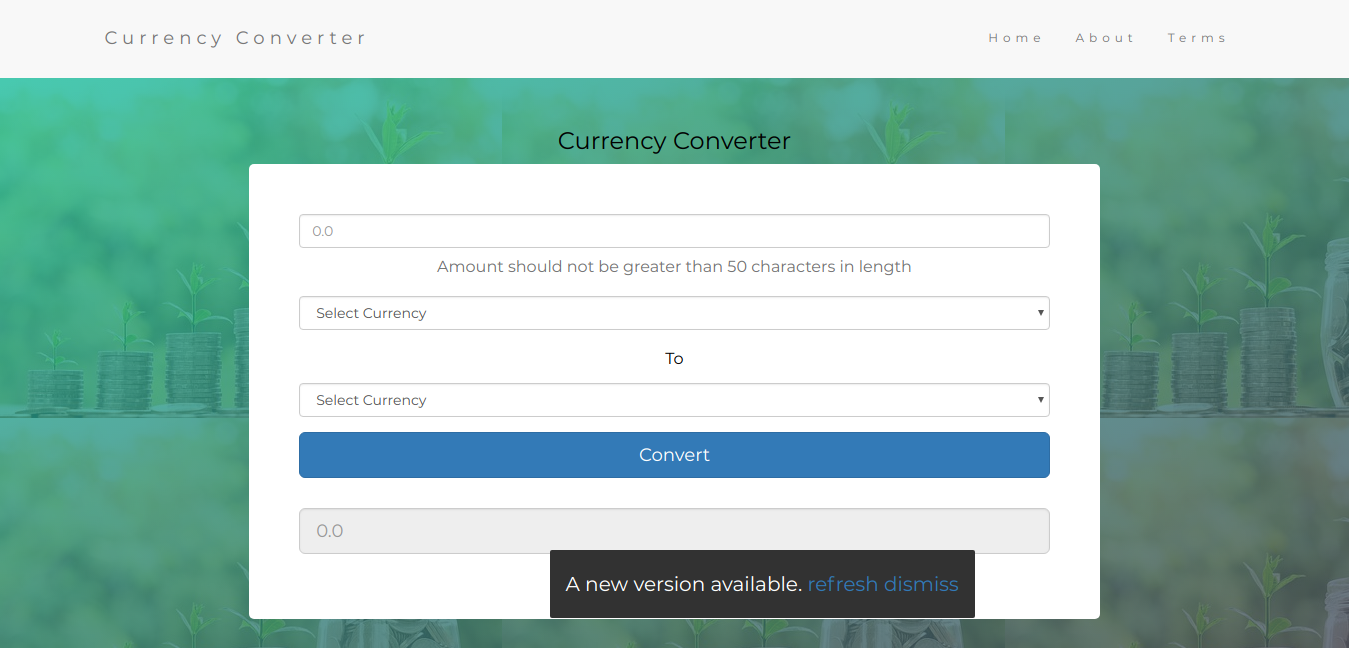 Currency Converter
Home About Terms
Currency Converter
0.0
Amount should not be greater than 50 characters in length
Select Currency
To
Select Currency
Convert
0.0
A new version available. refresh dismiss